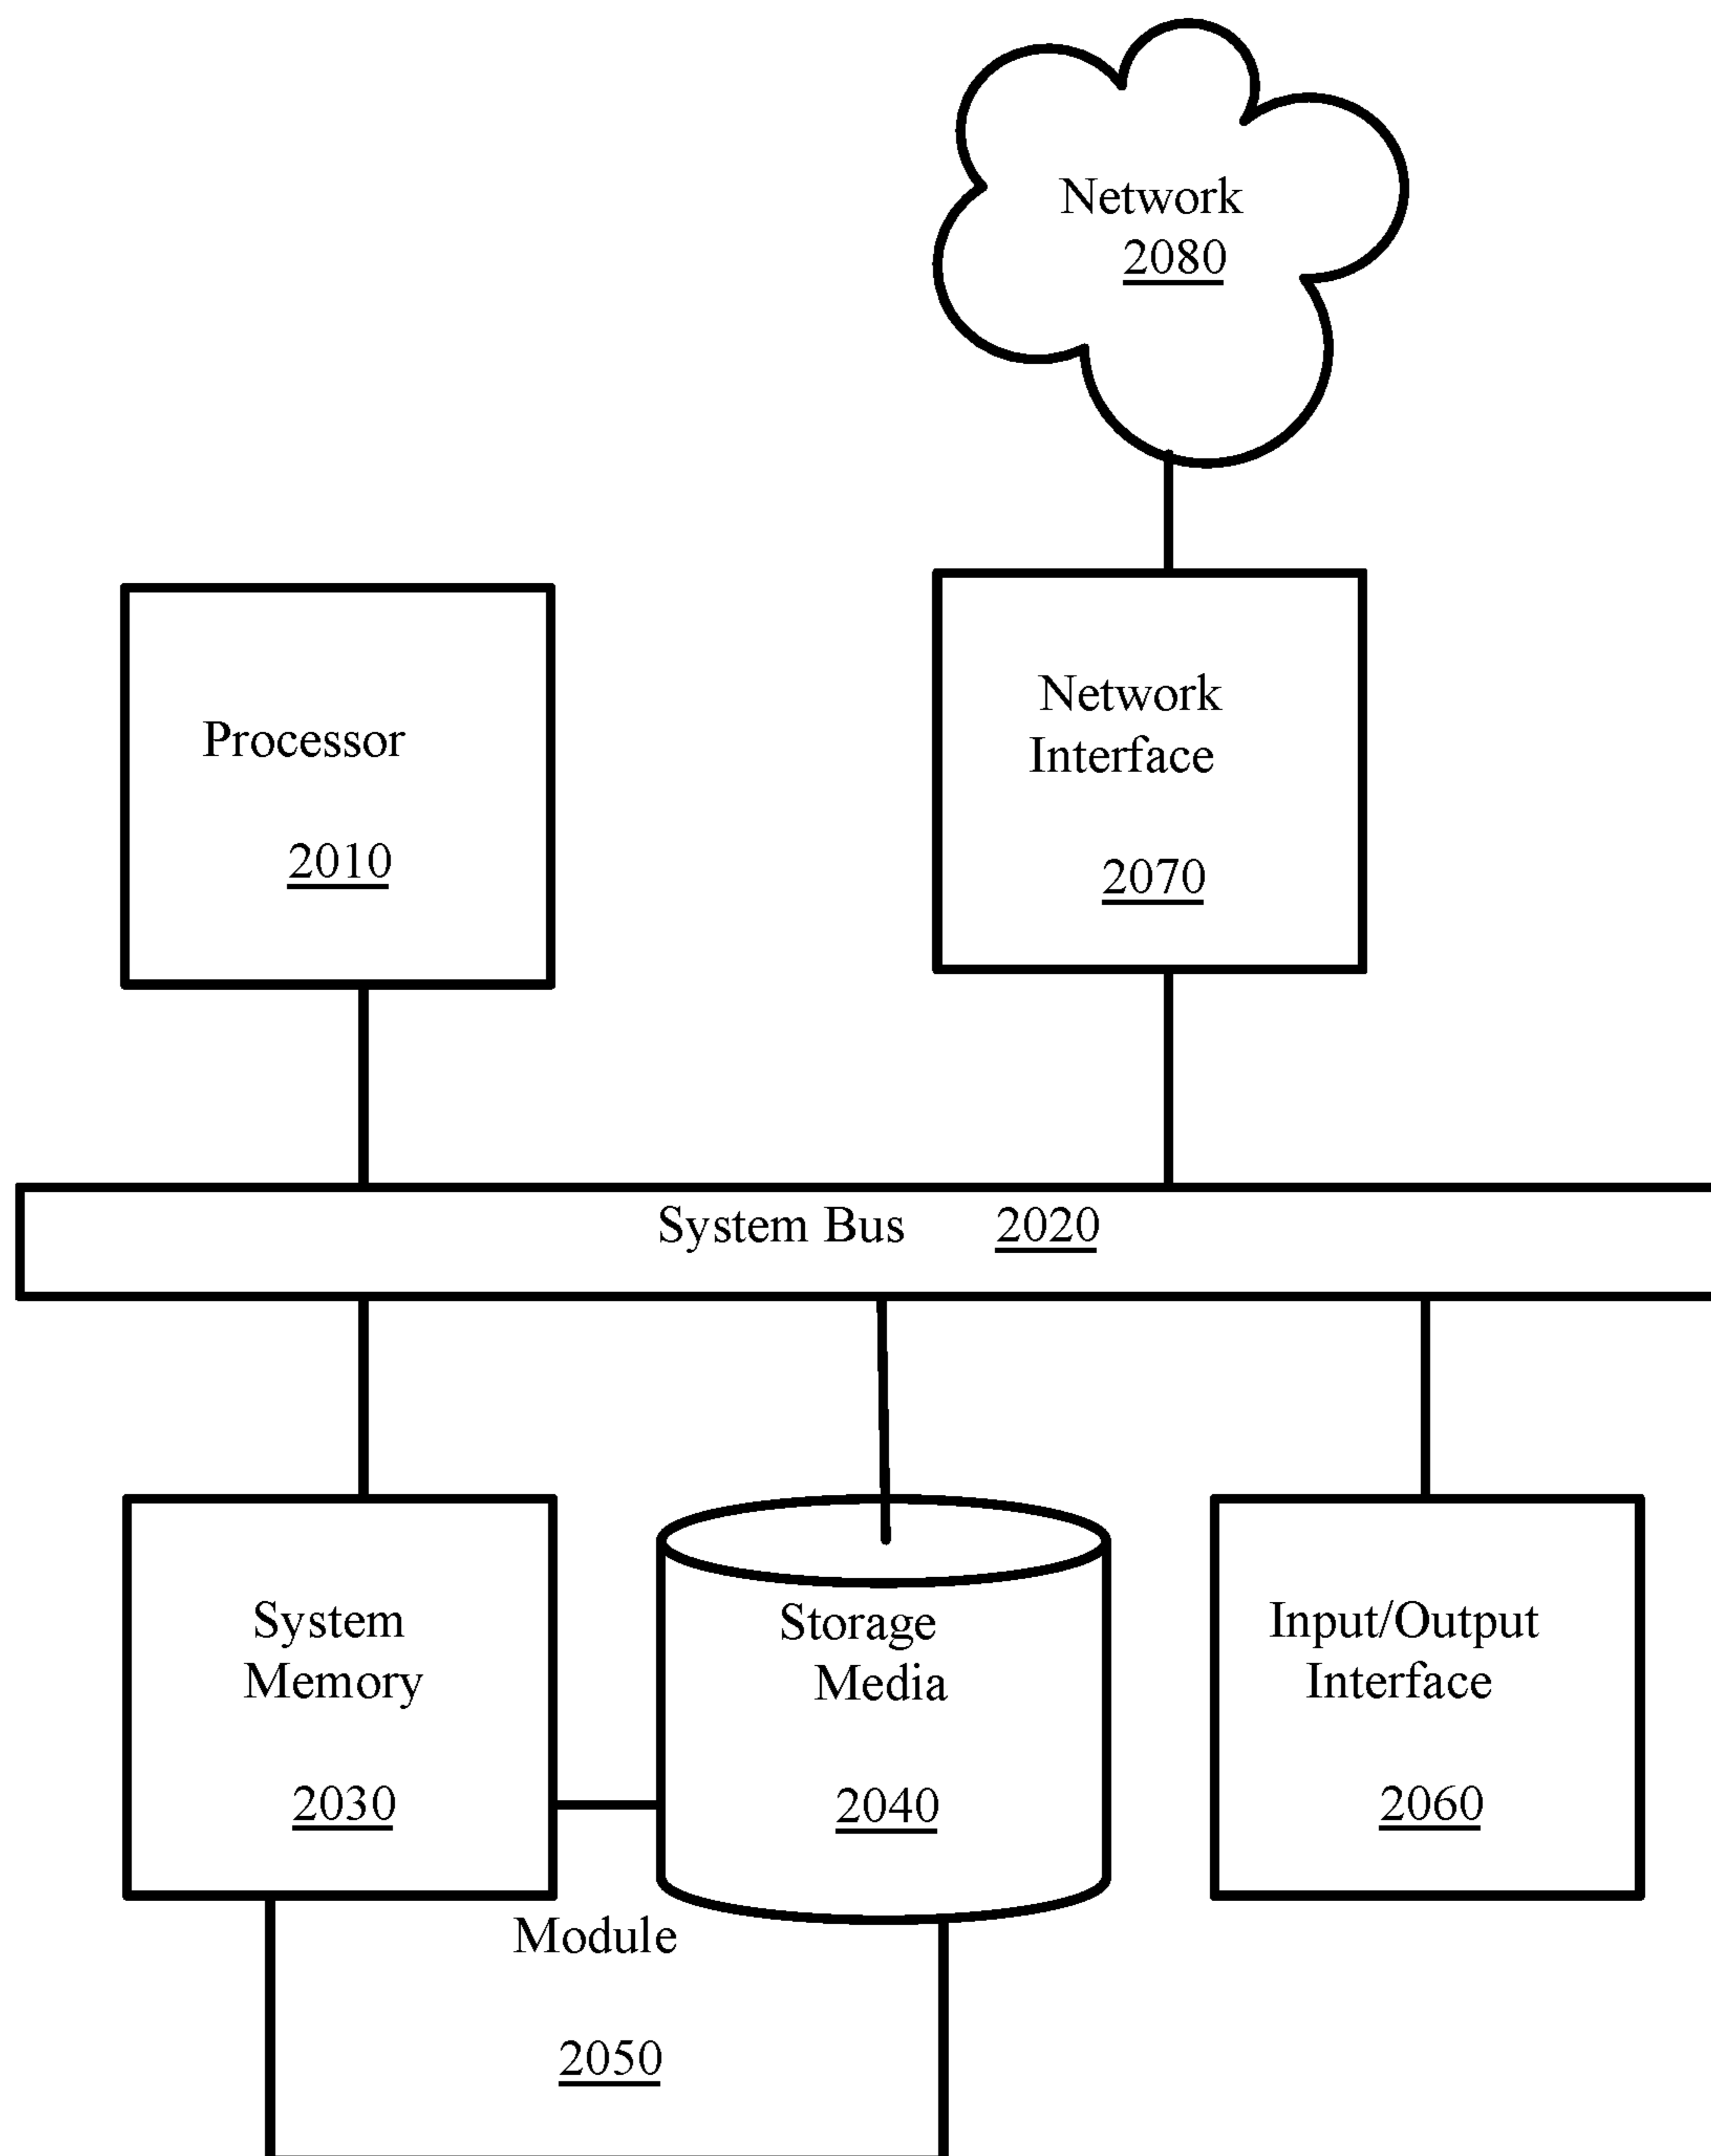 Network
2080
Processor
2010
Network
Interface
2070
System Bus 2020
System
Memory
2030
Storage
Media
2040
Input/Output
Interface
2060
Module
2050